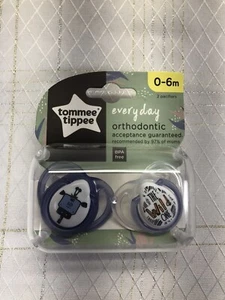 0-6m
tommee
tippee
everyday
orthodontic
acceptance guaranteed
recommended by 97% of moms
BPA
free